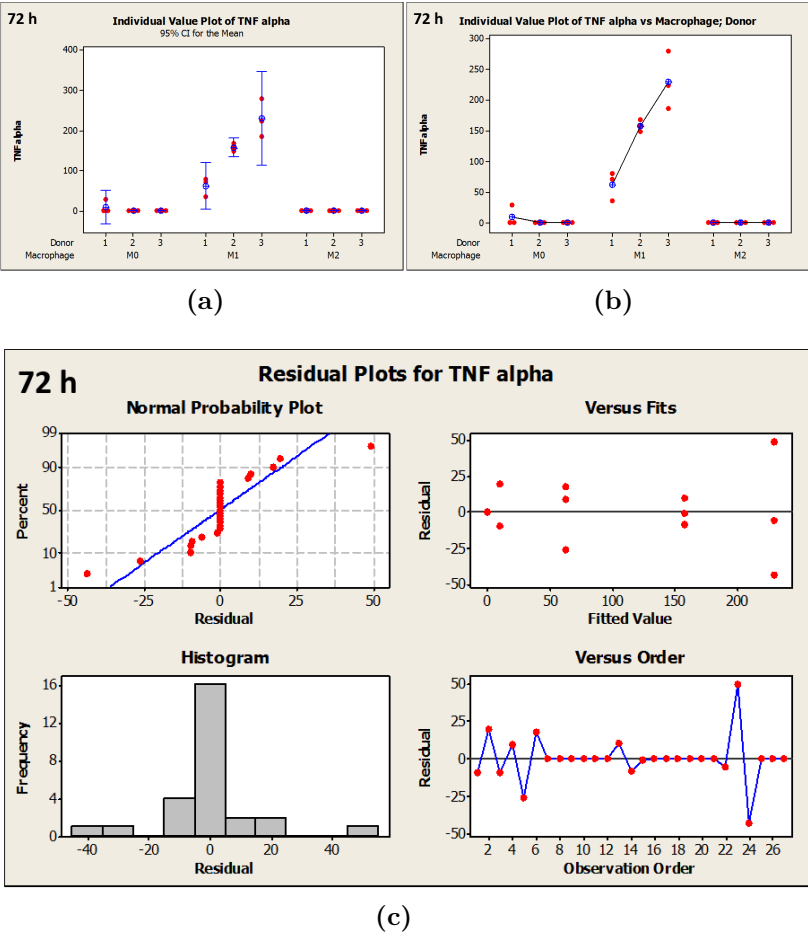 72 h
Individual Value Plot of TNF alpha
95% CI for the Mean
400
300
200
100
0
TNF alpha
Donor 1 2 3 1 2 3 1 2 3
Macrophage M0 M1 M2
(a)
72 h
Individual Value Plot of TNF alpha vs Macrophage; Donor
300
250
200
150
100
50
0
TNF alpha
Donor 1 2 3 1 2 3 1 2 3
Macrophage M0 M1 M2
(b)
72 h
Residual Plots for TNF alpha
Normal Probability Plot
99
90
50
10
1
Percent
-50 -25 0 25 50
Residual
Versus Fits
50
25
0
-25
-50
Residual
0 50 100 150 200
Fitted Value
Histogram
16
12
8
4
0
Frequency
-40 -20 0 20 40
Residual
Versus Order
50
25
0
-25
-50
Residual
2 4 6 8 10 12 14 16 18 20 22 24 26
Observation Order
(c)